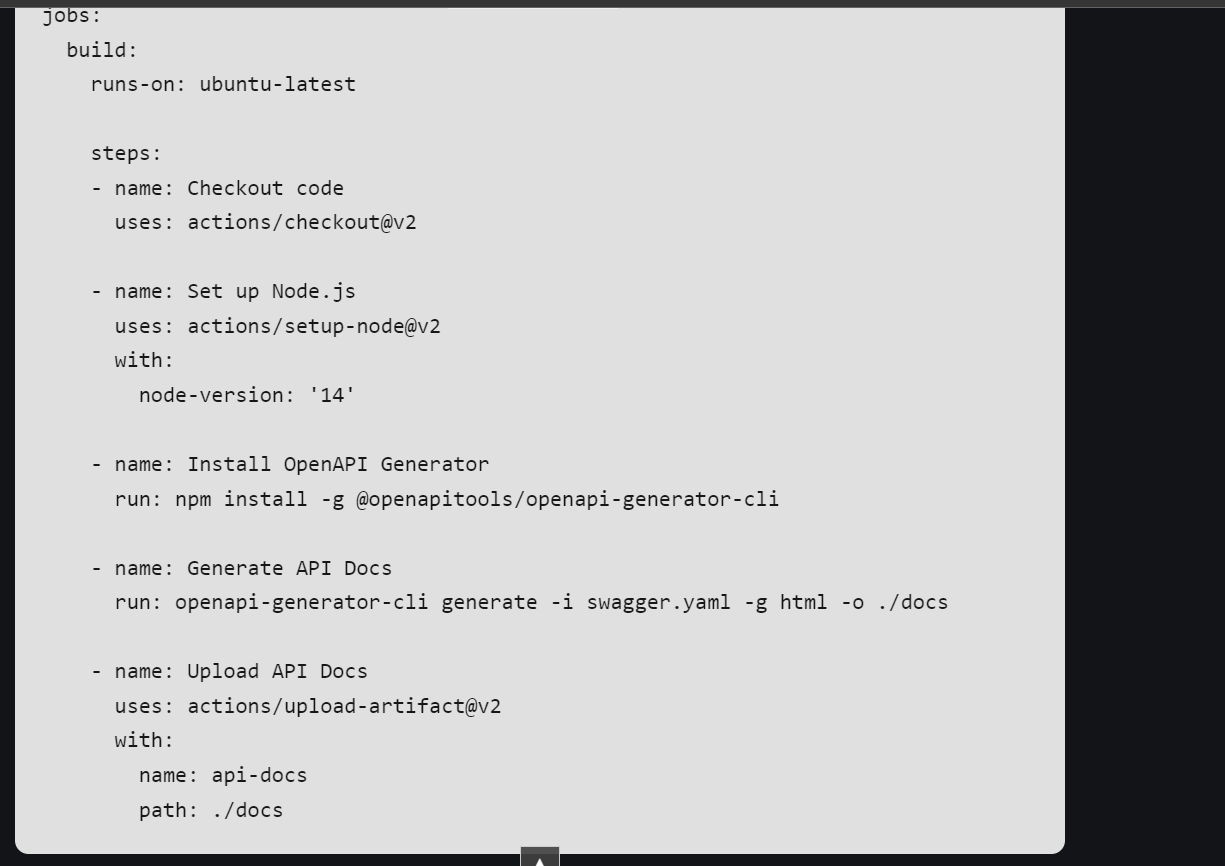 jobs:
  build:
    runs-on: ubuntu-latest

    steps:
    - name: Checkout code
      uses: actions/checkout@v2

    - name: Set up Node.js
      uses: actions/setup-node@v2
      with:
        node-version: '14'

    - name: Install OpenAPI Generator
      run: npm install -g @openapitools/openapi-generator-cli

    - name: Generate API Docs
      run: openapi-generator-cli generate -i swagger.yaml -g html -o ./docs

    - name: Upload API Docs
      uses: actions/upload-artifact@v2
      with:
        name: api-docs
        path: ./docs